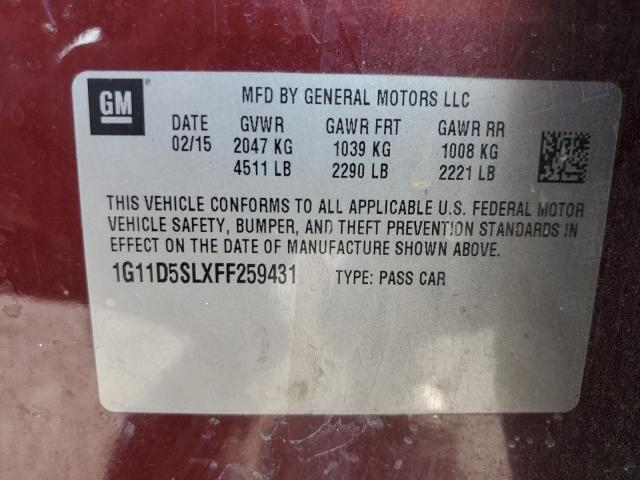 GM ® MFD BY GENERAL MOTORS LLC
DATE GVWR GAWR FRT GAWR RR
02/15 2047 KG 1039 KG 1008 KG
4511 LB 2290 LB 2221 LB
THIS VEHICLE CONFORMS TO ALL APPLICABLE U.S. FEDERAL MOTOR
VEHICLE SAFETY, BUMPER, AND THEFT PREVENTION STANDARDS IN
EFFECT ON THE DATE OF MANUFACTURE SHOWN ABOVE.
1G11D5SLXFF259431 TYPE: PASS CAR